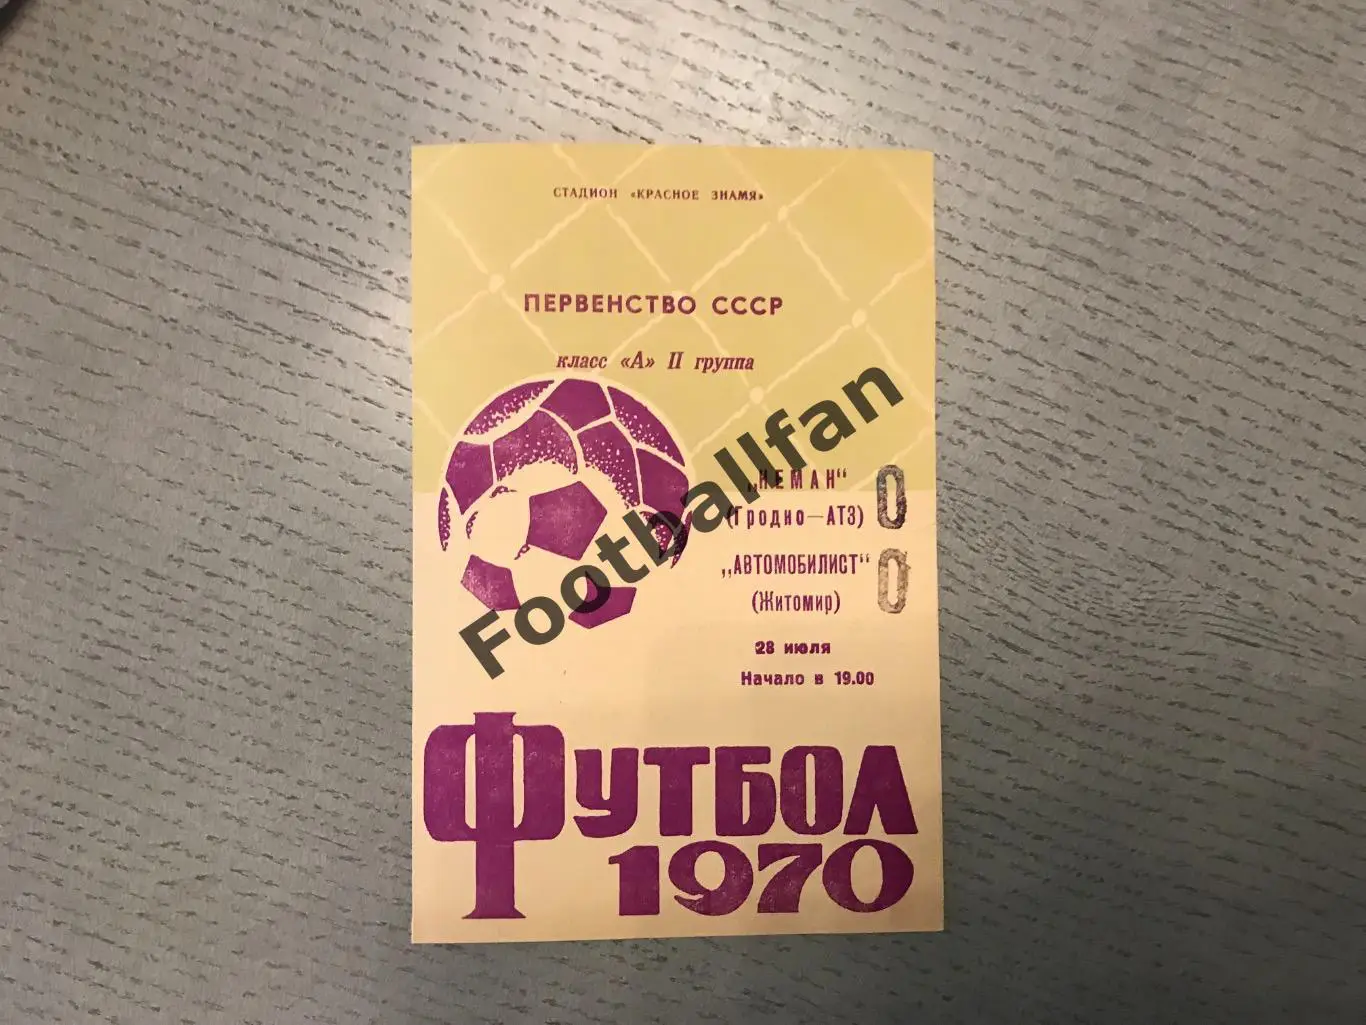 СТАДИОН «КРАСНОЕ ЗНАМЯ»
ПЕРВЕНСТВО СССР
класс «А» II группа
„НЕМАН“ 0
(Гродно—АТЗ)
„АВТОМОБИЛИСТ“ 0
(Житомир)
28 июля
Начало в 19.00
ФУТБОЛ
1970
Footballfan